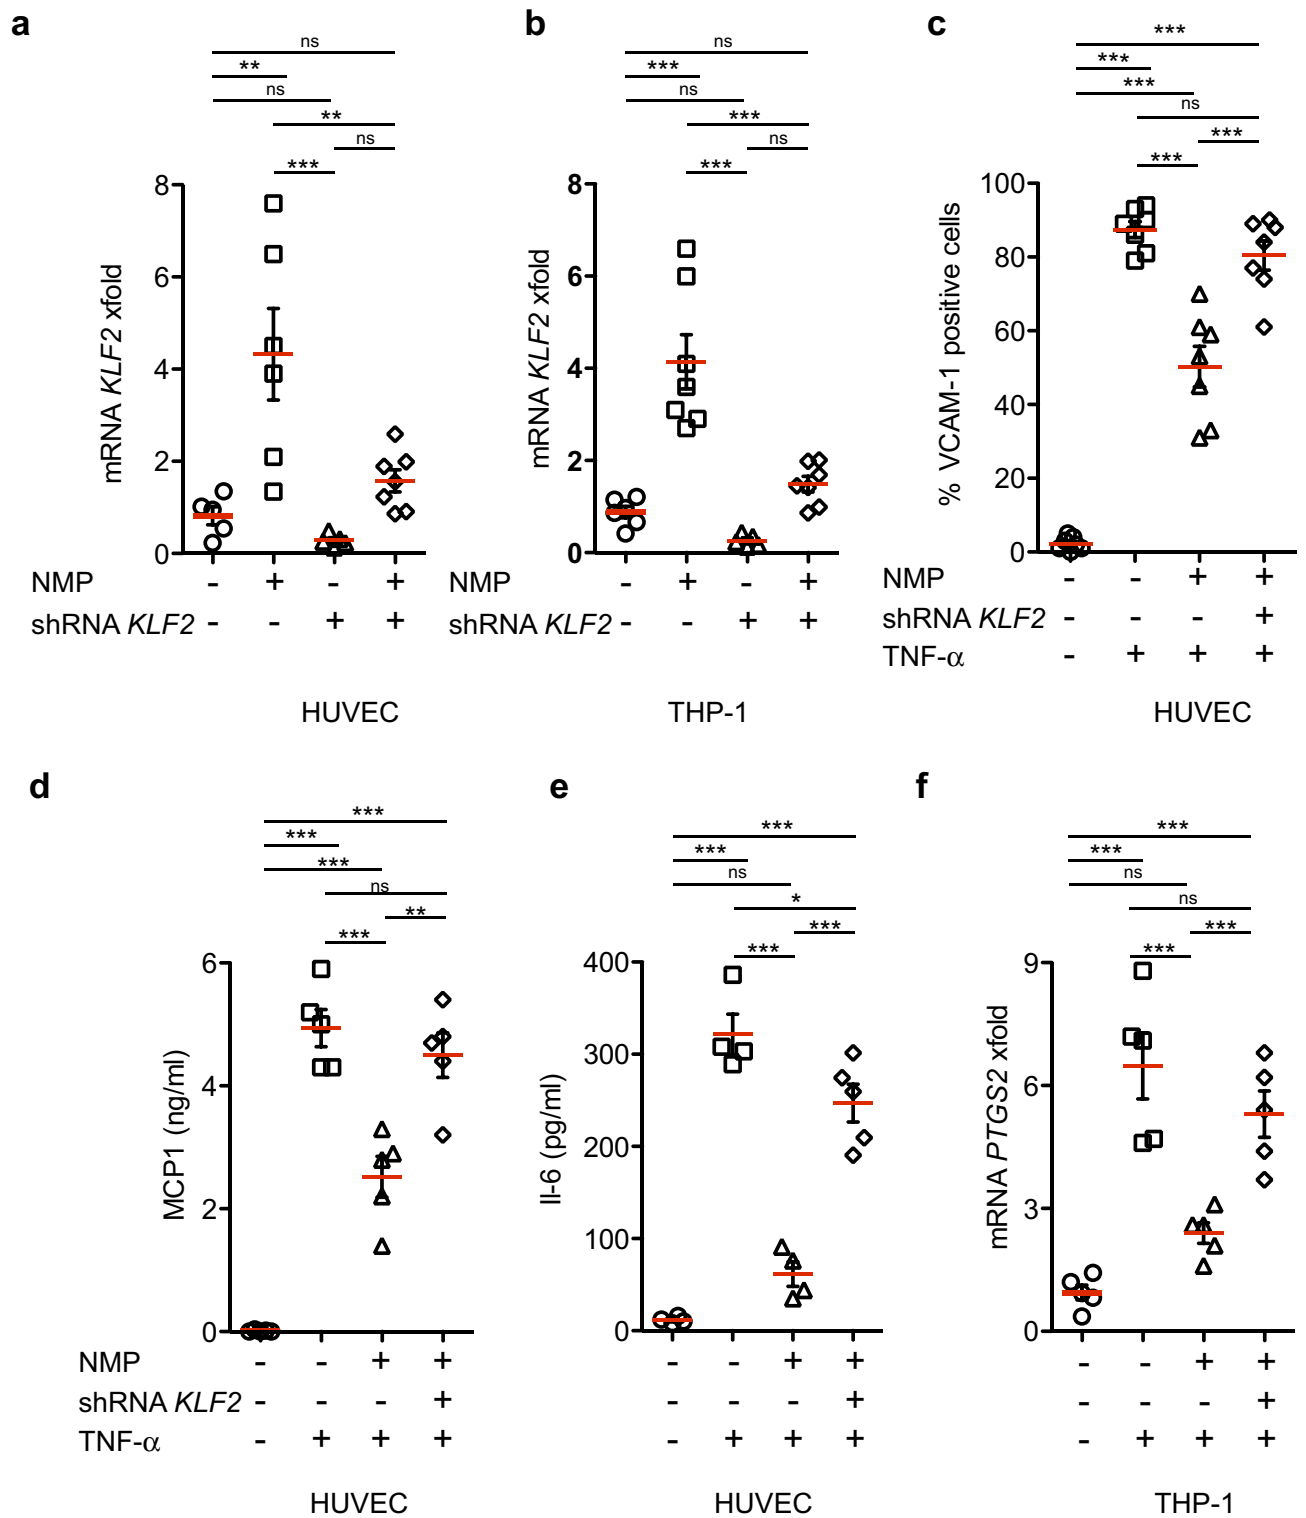 a b c
ns
**
ns
**
ns
***
8
6
4
2
0
mRNA KLF2 xfold
NMP - + - +
shRNA KLF2 - - + +
HUVEC
ns
***
ns
***
ns
***
8
6
4
2
0
mRNA KLF2 xfold
NMP - + - +
shRNA KLF2 - - + +
THP-1
***
***
***
ns
***
***
100
80
60
40
20
0
% VCAM-1 positive cells
NMP - - + +
shRNA KLF2 - - - +
TNF-α - + + +
HUVEC
d e f
***
***
***
ns
**
***
6
4
2
0
MCP1 (ng/ml)
NMP - - + +
shRNA KLF2 - - - +
TNF-α - + + +
HUVEC
***
***
ns
*
***
***
400
300
200
100
0
Il-6 (pg/ml)
- - + +
- - - +
- + + +
HUVEC
***
***
ns
ns
***
***
9
6
3
0
mRNA PTGS2 xfold
- - + +
- - - +
- + + +
THP-1